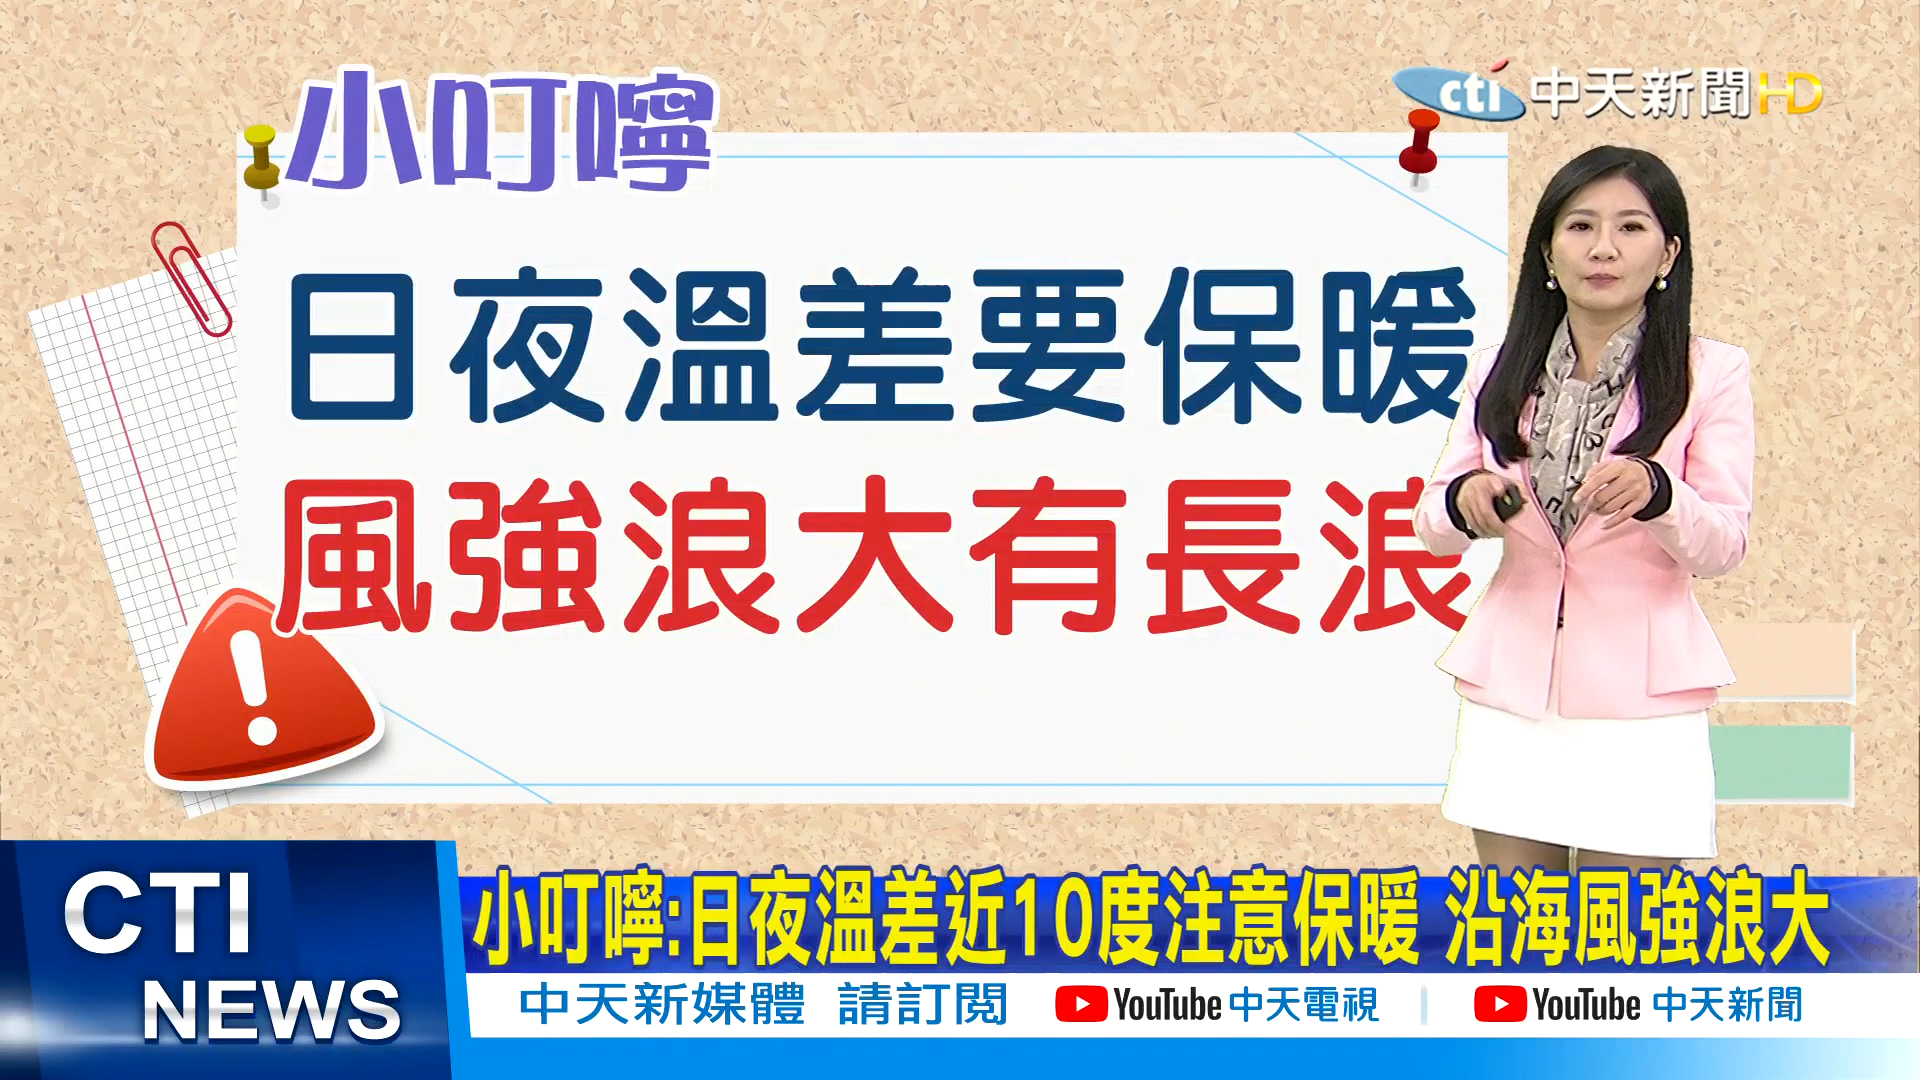 cti 中天新聞HD
小叮嚀
日夜溫差要保暖
風強浪大有長浪
CTI
NEWS
小叮嚀:日夜溫差近10度注意保暖 沿海風強浪大
中天新媒體 請訂閱 YouTube 中天電視 YouTube 中天新聞